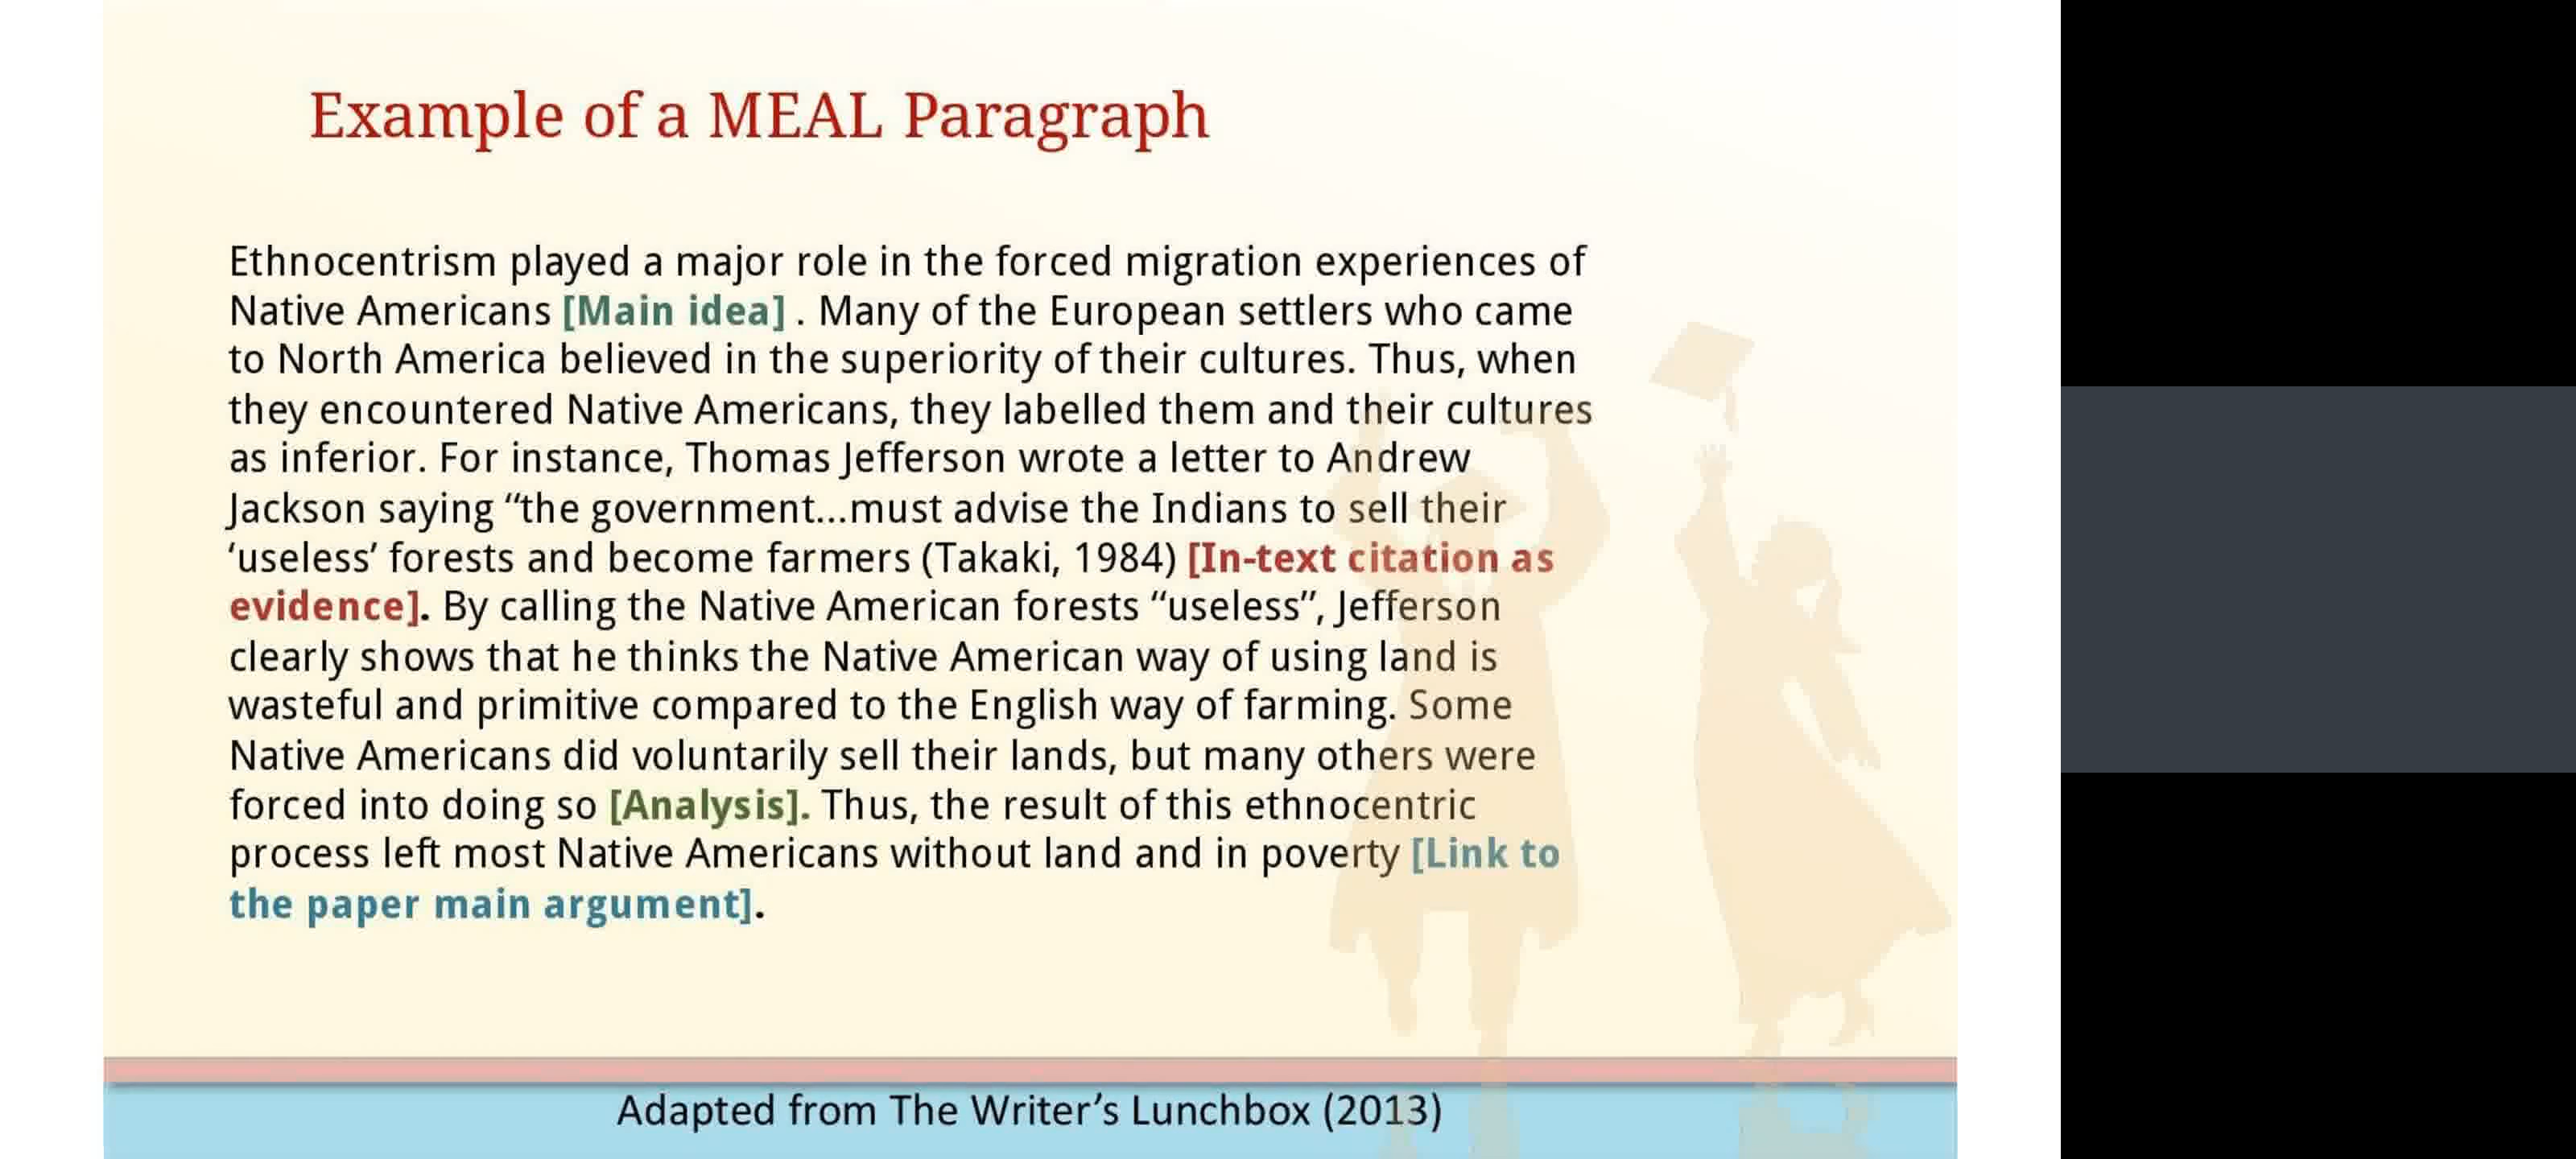 Example of a MEAL Paragraph
Ethnocentrism played a major role in the forced migration experiences of
Native Americans [Main idea] . Many of the European settlers who came
to North America believed in the superiority of their cultures. Thus, when
they encountered Native Americans, they labelled them and their cultures
as inferior. For instance, Thomas Jefferson wrote a letter to Andrew
Jackson saying “the government...must advise the Indians to sell their
‘useless’ forests and become farmers (Takaki, 1984) [In-text citation as
evidence]. By calling the Native American forests “useless”, Jefferson
clearly shows that he thinks the Native American way of using land is
wasteful and primitive compared to the English way of farming. Some
Native Americans did voluntarily sell their lands, but many others were
forced into doing so [Analysis]. Thus, the result of this ethnocentric
process left most Native Americans without land and in poverty [Link to
the paper main argument].
Adapted from The Writer’s Lunchbox (2013)